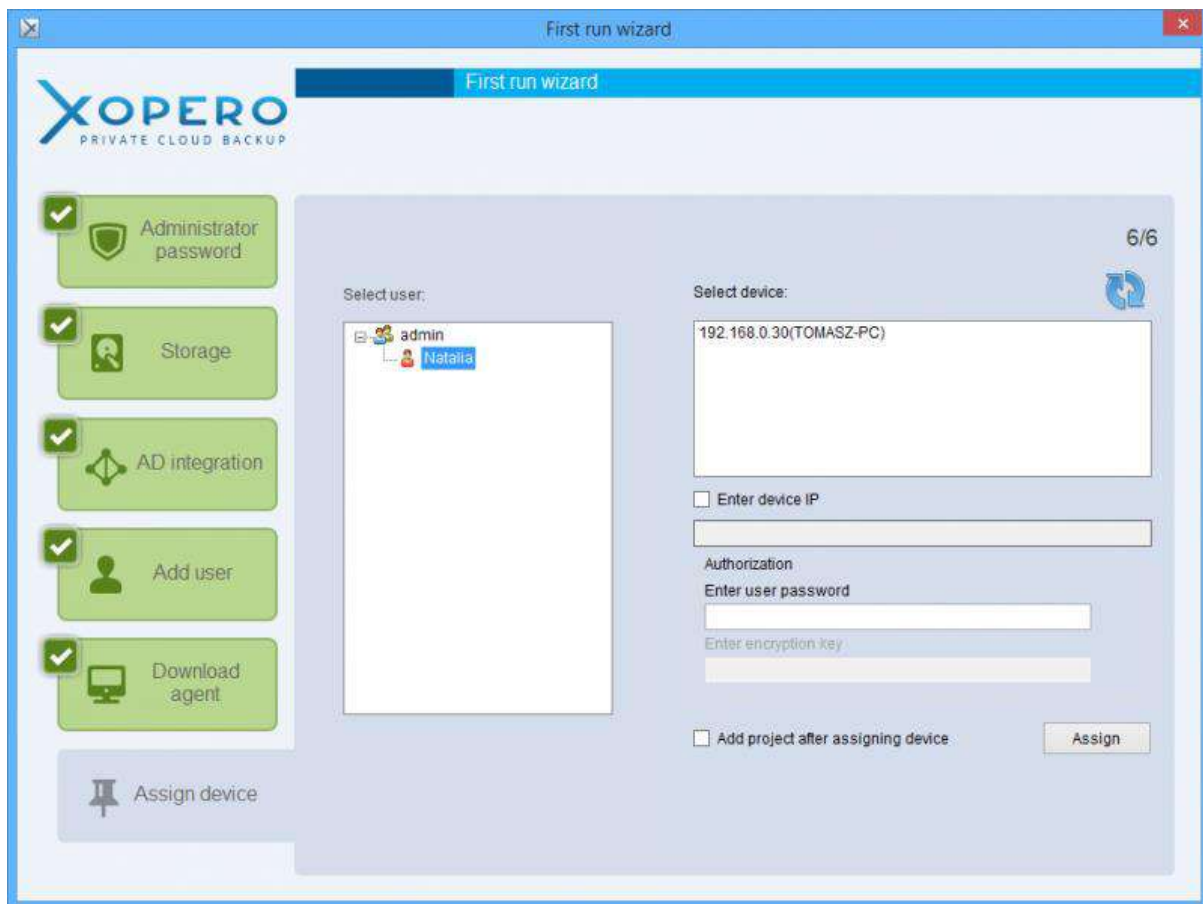 First run wizard
First run wizard
XOPERO
PRIVATE CLOUD BACKUP
Administrator
password
Storage
AD integration
Add user
Download
agent
Assign device
6/6
Select user:
admin
Natalia
Select device:
192.168.0.30(TOMASZ-PC)
Enter device IP
Authorization
Enter user password
Enter encryption key
Add project after assigning device
Assign